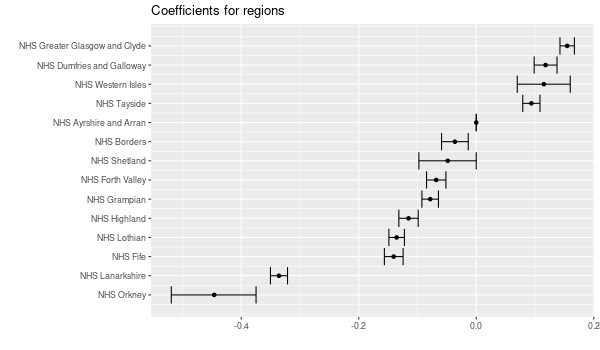 Coefficients for regions
NHS Greater Glasgow and Clyde
NHS Dumfries and Galloway
NHS Western Isles
NHS Tayside
NHS Ayrshire and Arran
NHS Borders
NHS Shetland
NHS Forth Valley
NHS Grampian
NHS Highland
NHS Lothian
NHS Fife
NHS Lanarkshire
NHS Orkney
-0.4 -0.2 0.0 0.2